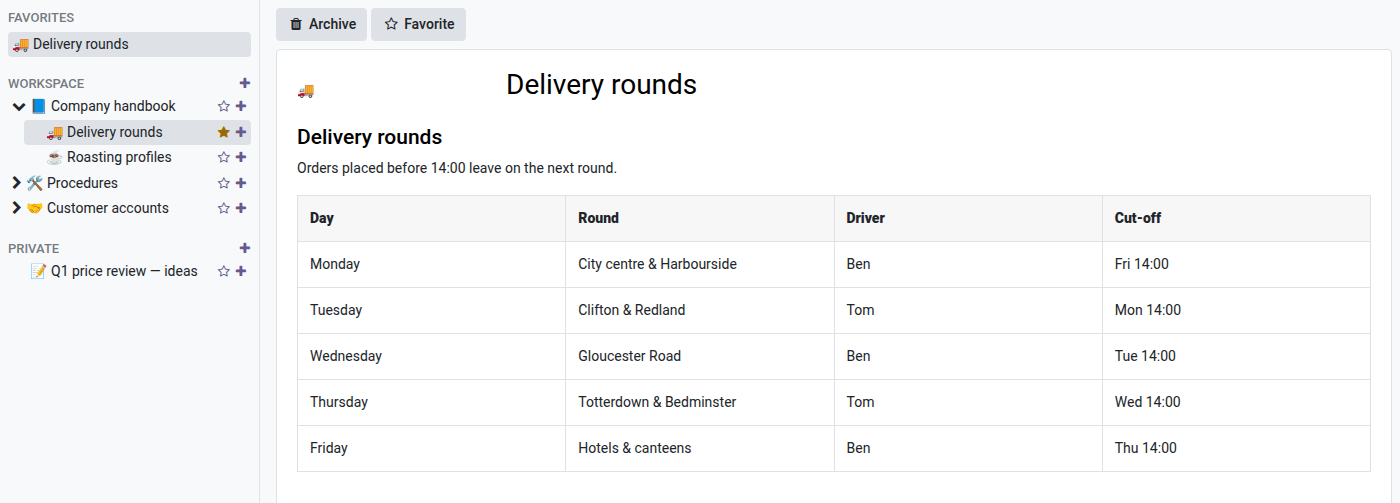 FAVORITES
Delivery rounds
WORKSPACE
Company handbook
Delivery rounds
Roasting profiles
Procedures
Customer accounts
PRIVATE
Q1 price review — ideas
Archive Favorite
Delivery rounds
Delivery rounds
Orders placed before 14:00 leave on the next round.
Day Round Driver Cut-off
Monday City centre & Harbourside Ben Fri 14:00
Tuesday Clifton & Redland Tom Mon 14:00
Wednesday Gloucester Road Ben Tue 14:00
Thursday Totterdown & Bedminster Tom Wed 14:00
Friday Hotels & canteens Ben Thu 14:00